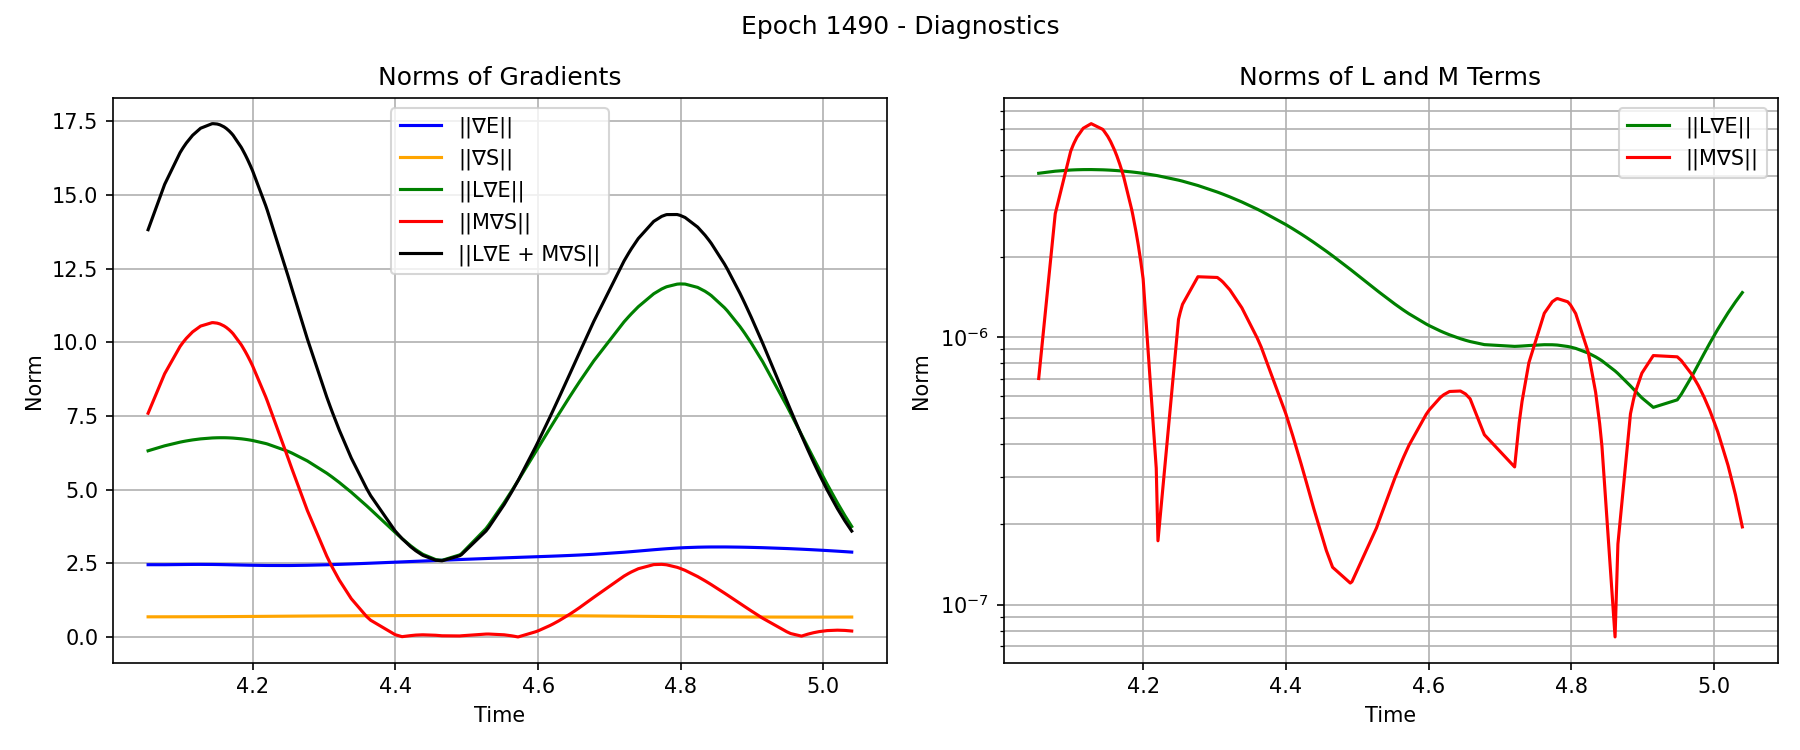 Epoch 1490 - Diagnostics
Norms of Gradients
Norm
17.5
15.0
12.5
10.0
7.5
5.0
2.5
0.0
||∇E||
||∇S||
||L∇E||
||M∇S||
||L∇E + M∇S||
4.2
4.4
4.6
4.8
5.0
Time
Norms of L and M Terms
Norm
10⁻⁶
10⁻⁷
||L∇E||
||M∇S||
4.2
4.4
4.6
4.8
5.0
Time